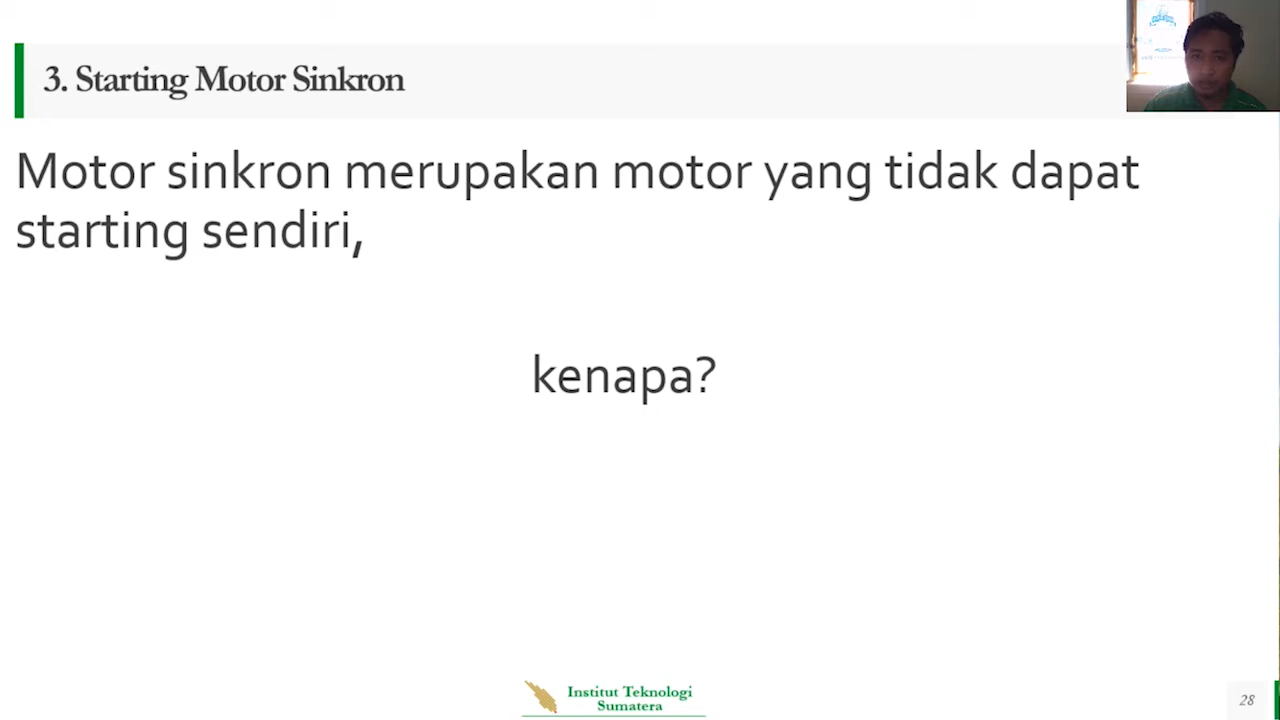 3. Starting Motor Sinkron
Motor sinkron merupakan motor yang tidak dapat
starting sendiri,
kenapa?
Institut Teknologi
Sumatera
28